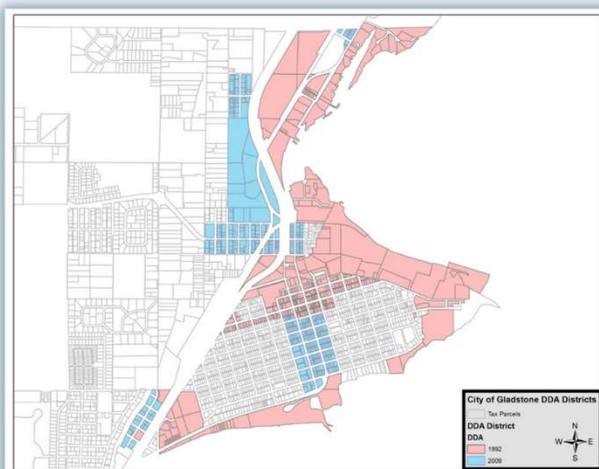 City of Gladstone DDA Districts
Tax Parcels
DDA District
DDA
1992
2009
N
W E
S